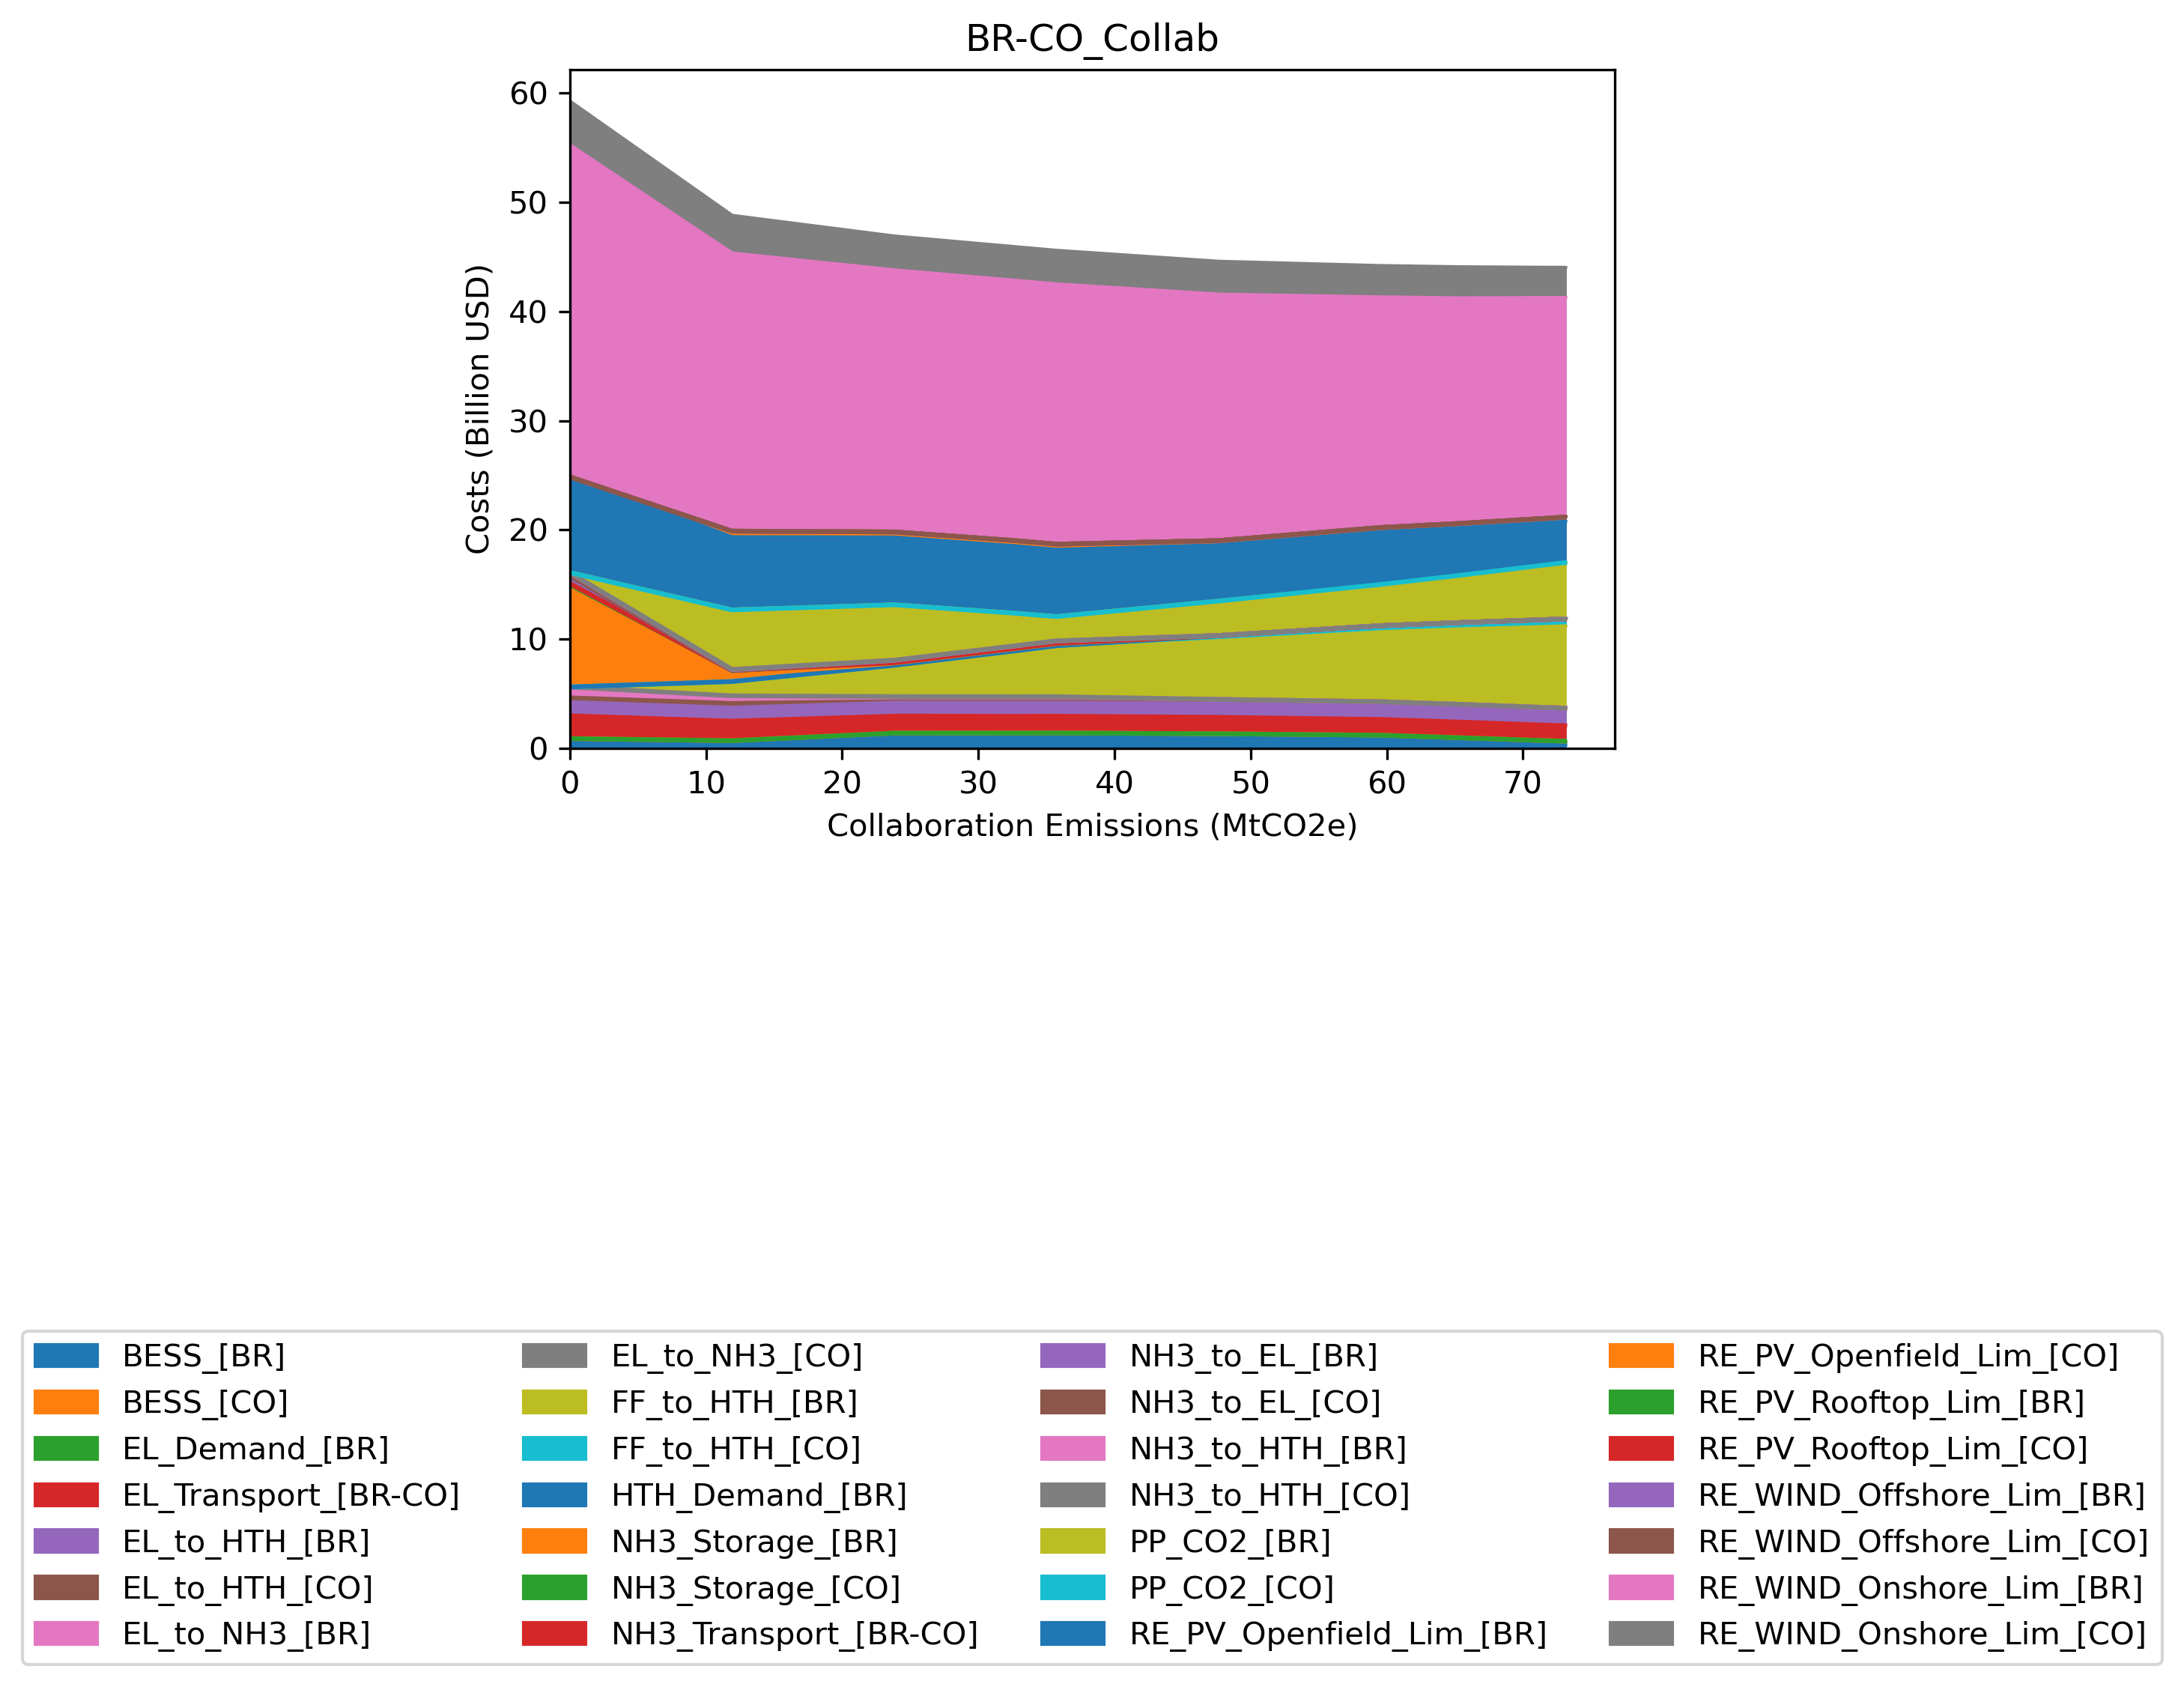 BR-CO_Collab
60
50
40
30
20
10
0
Costs (Billion USD)
0 10 20 30 40 50 60 70
Collaboration Emissions (MtCO2e)
BESS_[BR]
BESS_[CO]
EL_Demand_[BR]
EL_Transport_[BR-CO]
EL_to_HTH_[BR]
EL_to_HTH_[CO]
EL_to_NH3_[BR]
EL_to_NH3_[CO]
FF_to_HTH_[BR]
FF_to_HTH_[CO]
HTH_Demand_[BR]
NH3_Storage_[BR]
NH3_Storage_[CO]
NH3_Transport_[BR-CO]
NH3_to_EL_[BR]
NH3_to_EL_[CO]
NH3_to_HTH_[BR]
NH3_to_HTH_[CO]
PP_CO2_[BR]
PP_CO2_[CO]
RE_PV_Openfield_Lim_[BR]
RE_PV_Openfield_Lim_[CO]
RE_PV_Rooftop_Lim_[BR]
RE_PV_Rooftop_Lim_[CO]
RE_WIND_Offshore_Lim_[BR]
RE_WIND_Offshore_Lim_[CO]
RE_WIND_Onshore_Lim_[BR]
RE_WIND_Onshore_Lim_[CO]